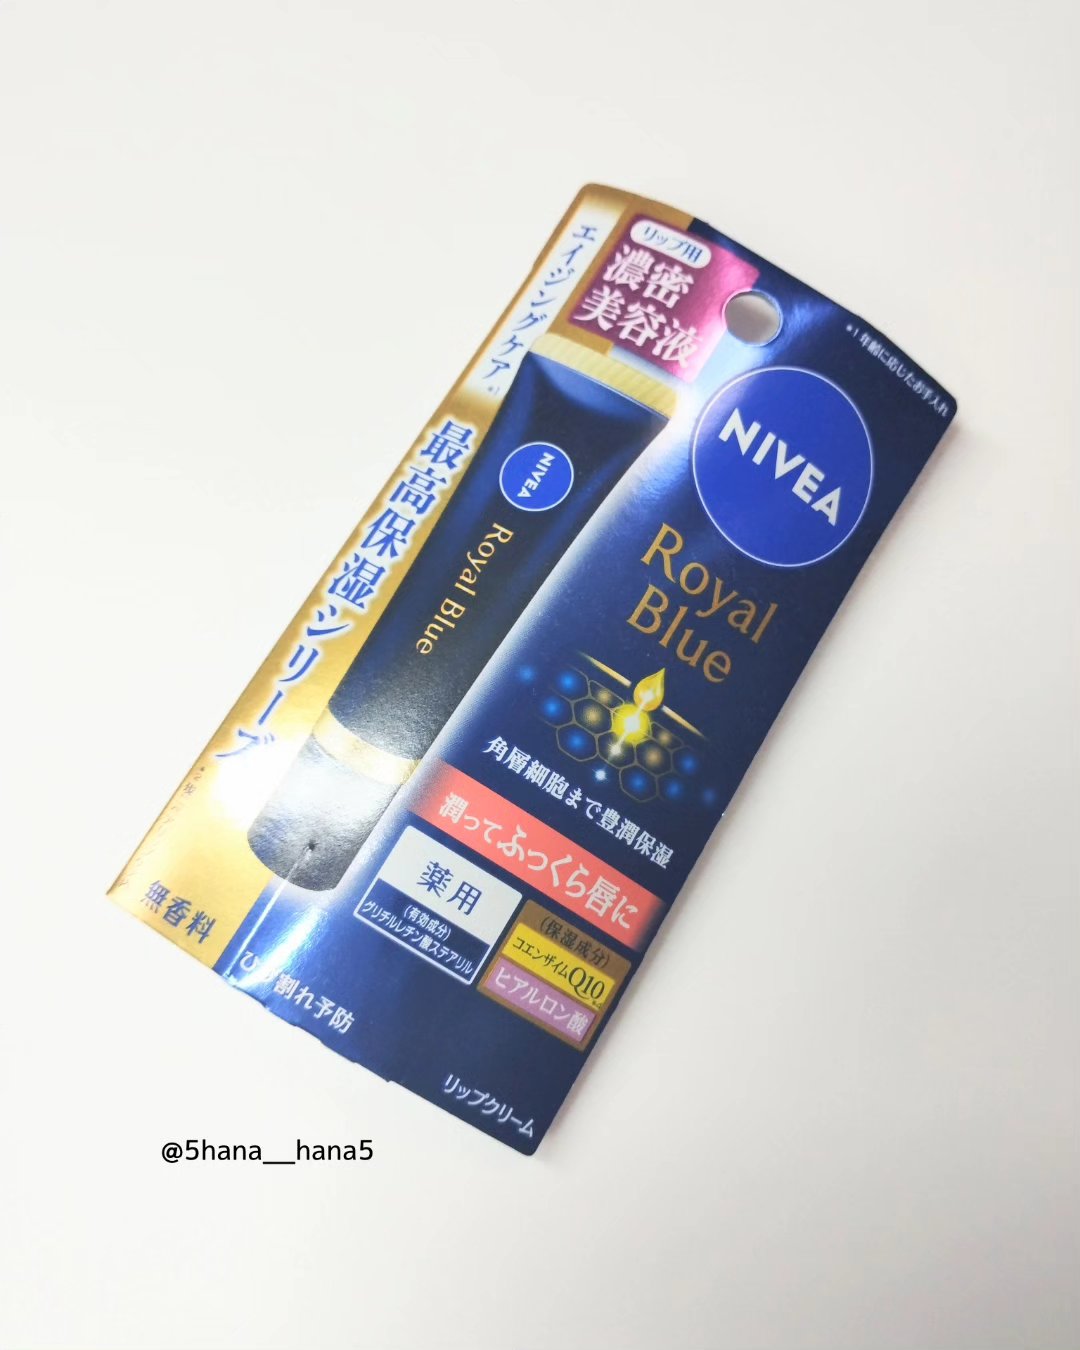 エイジングケア*1
最高保湿シリーズ
無香料
リップ用
濃密
美容液
*1 年齢に応じたお手入れ
NIVEA
Royal
Blue
NIVEA
Royal Blue
角層細胞まで豊潤保湿
潤ってふっくら唇に
薬用
(有効成分)
グリチルレチン酸ステアリル
(保湿成分)
コエンザイムQ10
ヒアルロン酸
割れ予防
リップクリーム
@5hana__hana5